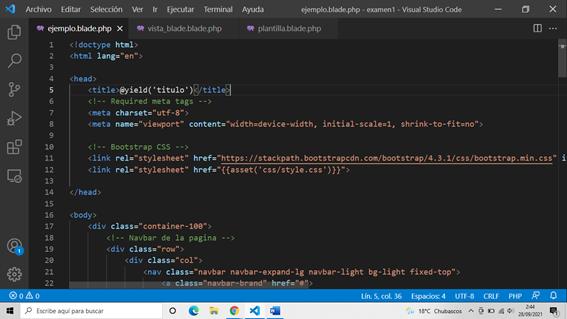 Archivo Editar Selección Ver Ir Ejecutar Terminal Ayuda ejemplo.blade.php - examen1 - Visual Studio Code
ejemplo.blade.php vista_blade.blade.php plantilla.blade.php
1 <!doctype html>
2 <html lang="en">
3
4 <head>
5 <title>@yield('titulo')</title>
6 <!-- Required meta tags -->
7 <meta charset="utf-8">
8 <meta name="viewport" content="width=device-width, initial-scale=1, shrink-to-fit=no">
9
10 <!-- Bootstrap CSS -->
11 <link rel="stylesheet" href="https://stackpath.bootstrapcdn.com/bootstrap/4.3.1/css/bootstrap.min.css" i
12 <link rel="stylesheet" href="{{asset('css/style.css')}}">
13
14 </head>
15
16 <body>
17 <div class="container-100">
18 <!-- Navbar de la pagina -->
19 <div class="row">
20 <div class="col">
21 <nav class="navbar navbar-expand-lg navbar-light bg-light fixed-top">
22 <a class="navbar-brand" href="#">
1
0 0 Lín. 5, col. 36 Espacios: 4 UTF-8 CRLF PHP
Escribe aquí para buscar 18°C Chubascos 2:44
28/09/2021